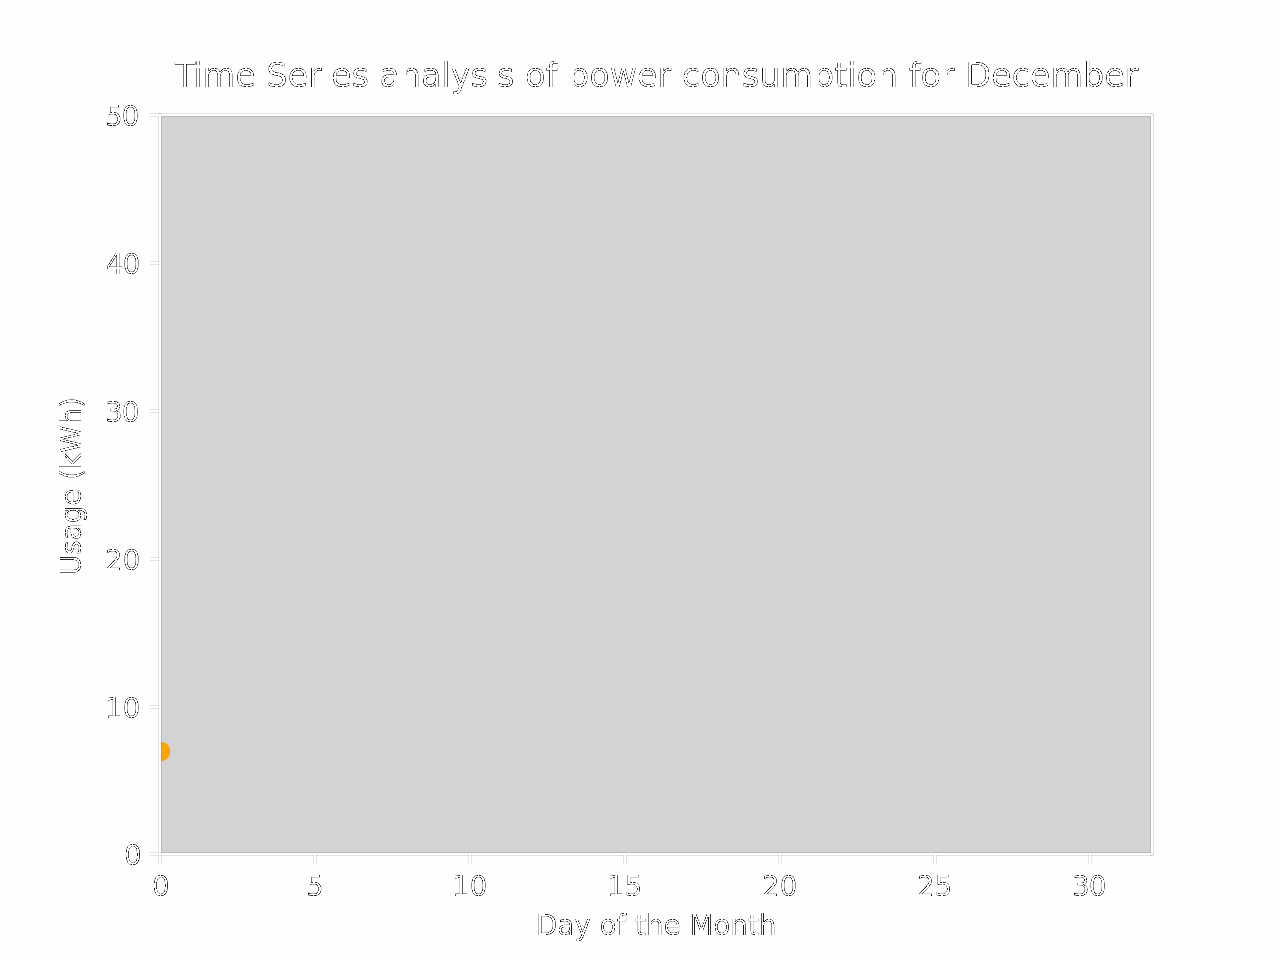 Time Series analysis of power consumption for December
50
40
30
20
10
0
Usage (kWh)
0 5 10 15 20 25 30
Day of the Month